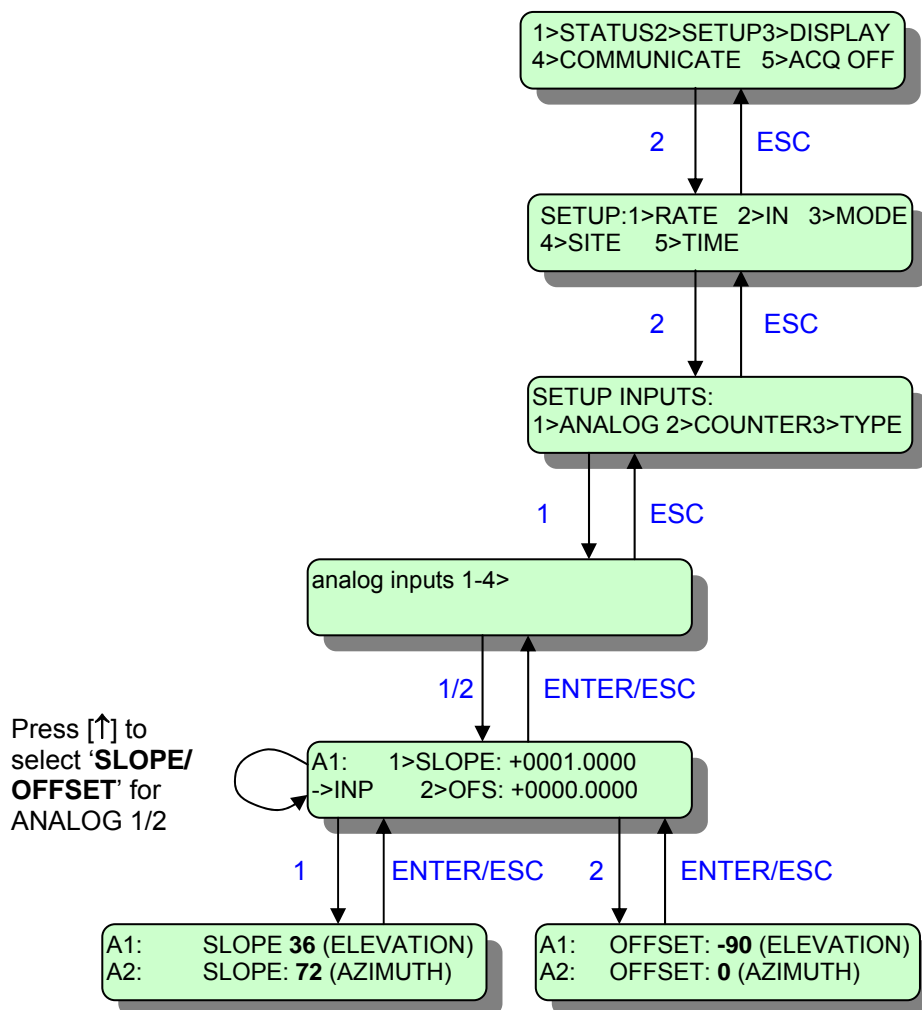 1>STATUS2>SETUP3>DISPLAY
4>COMMUNICATE 5>ACQ OFF
2
ESC
SETUP:1>RATE 2>IN 3>MODE
4>SITE 5>TIME
2
ESC
SETUP INPUTS:
1>ANALOG 2>COUNTER3>TYPE
1
ESC
analog inputs 1-4>
1/2
ENTER/ESC
Press [↑] to
select ‘SLOPE/
OFFSET’ for
ANALOG 1/2
A1: 1>SLOPE: +0001.0000
->INP 2>OFS: +0000.0000
1
ENTER/ESC
2
ENTER/ESC
A1: SLOPE 36 (ELEVATION)
A2: SLOPE: 72 (AZIMUTH)
A1: OFFSET: -90 (ELEVATION)
A2: OFFSET: 0 (AZIMUTH)